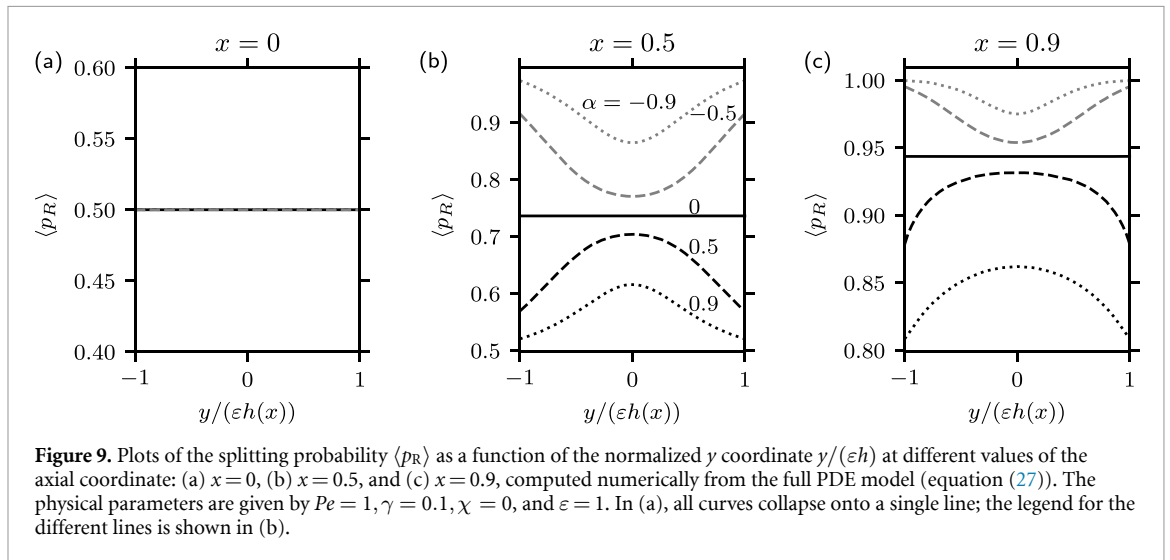 x = 0
(a)
0.60
0.55
0.50
0.45
0.40
⟨p_R⟩
−1 0 1
y/(εh(x))
x = 0.5
(b)
0.9
0.8
0.7
0.6
0.5
⟨p_R⟩
α = −0.9
−0.5
0
0.5
0.9
−1 0 1
y/(εh(x))
x = 0.9
(c)
1.00
0.95
0.90
0.85
0.80
⟨p_R⟩
−1 0 1
y/(εh(x))
Figure 9. Plots of the splitting probability ⟨p_R⟩ as a function of the normalized y coordinate y/(εh) at different values of the
axial coordinate: (a) x = 0, (b) x = 0.5, and (c) x = 0.9, computed numerically from the full PDE model (equation (27)). The
physical parameters are given by Pe = 1, γ = 0.1, χ = 0, and ε = 1. In (a), all curves collapse onto a single line; the legend for the
different lines is shown in (b).